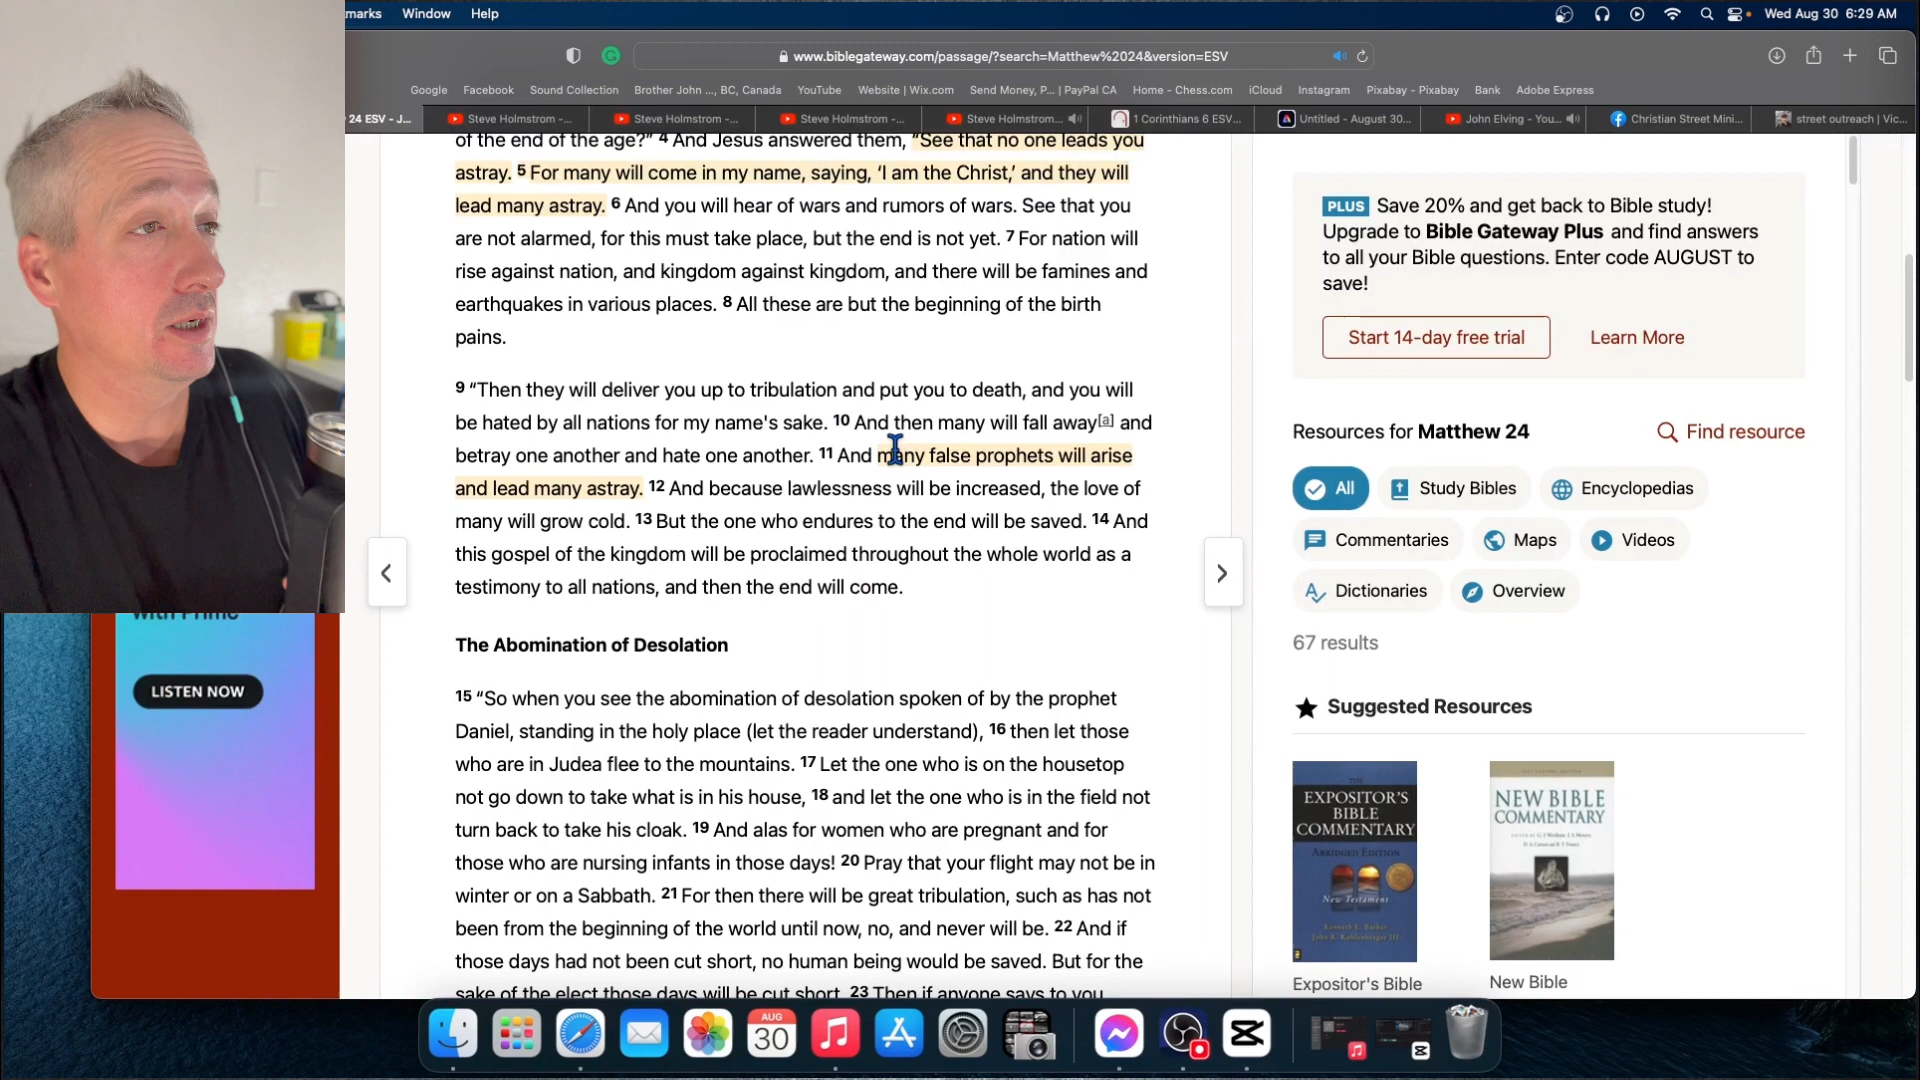 marks Window Help Wed Aug 30 6:29 AM
www.biblegateway.com/passage/?search=Matthew%2024&version=ESV
Google Facebook Sound Collection Brother John ..., BC, Canada YouTube Website | Wix.com Send Money, P... | PayPal CA Home - Chess.com iCloud Instagram Pixabay - Pixabay Bank Adobe Express
24 ESV - J... Steve Holmstrom -... Steve Holmstrom -... Steve Holmstrom -... Steve Holmstrom... 1 Corinthians 6 ESV... Untitled - August 30... John Elving - You... Christian Street Mini... street outreach | Vic...
of the end of the age?” 4 And Jesus answered them, “See that no one leads you
astray. 5 For many will come in my name, saying, ‘I am the Christ,’ and they will
lead many astray. 6 And you will hear of wars and rumors of wars. See that you
are not alarmed, for this must take place, but the end is not yet. 7 For nation will
rise against nation, and kingdom against kingdom, and there will be famines and
earthquakes in various places. 8 All these are but the beginning of the birth
pains.
9 “Then they will deliver you up to tribulation and put you to death, and you will
be hated by all nations for my name's sake. 10 And then many will fall away[a] and
betray one another and hate one another. 11 And many false prophets will arise
and lead many astray. 12 And because lawlessness will be increased, the love of
many will grow cold. 13 But the one who endures to the end will be saved. 14 And
this gospel of the kingdom will be proclaimed throughout the whole world as a
testimony to all nations, and then the end will come.
The Abomination of Desolation
15 “So when you see the abomination of desolation spoken of by the prophet
Daniel, standing in the holy place (let the reader understand), 16 then let those
who are in Judea flee to the mountains. 17 Let the one who is on the housetop
not go down to take what is in his house, 18 and let the one who is in the field not
turn back to take his cloak. 19 And alas for women who are pregnant and for
those who are nursing infants in those days! 20 Pray that your flight may not be in
winter or on a Sabbath. 21 For then there will be great tribulation, such as has not
been from the beginning of the world until now, no, and never will be. 22 And if
those days had not been cut short, no human being would be saved. But for the
sake of the elect those days will be cut short. 23 Then if anyone says to you,
PLUS Save 20% and get back to Bible study!
Upgrade to Bible Gateway Plus and find answers
to all your Bible questions. Enter code AUGUST to
save!
Start 14-day free trial Learn More
Resources for Matthew 24 Find resource
All Study Bibles Encyclopedias
Commentaries Maps Videos
Dictionaries Overview
67 results
Suggested Resources
THE
EXPOSITOR'S
BIBLE
COMMENTARY
ABRIDGED EDITION
New Testament
NEW BIBLE
COMMENTARY
Expositor's Bible
New Bible
with Prime
LISTEN NOW
AUG
30